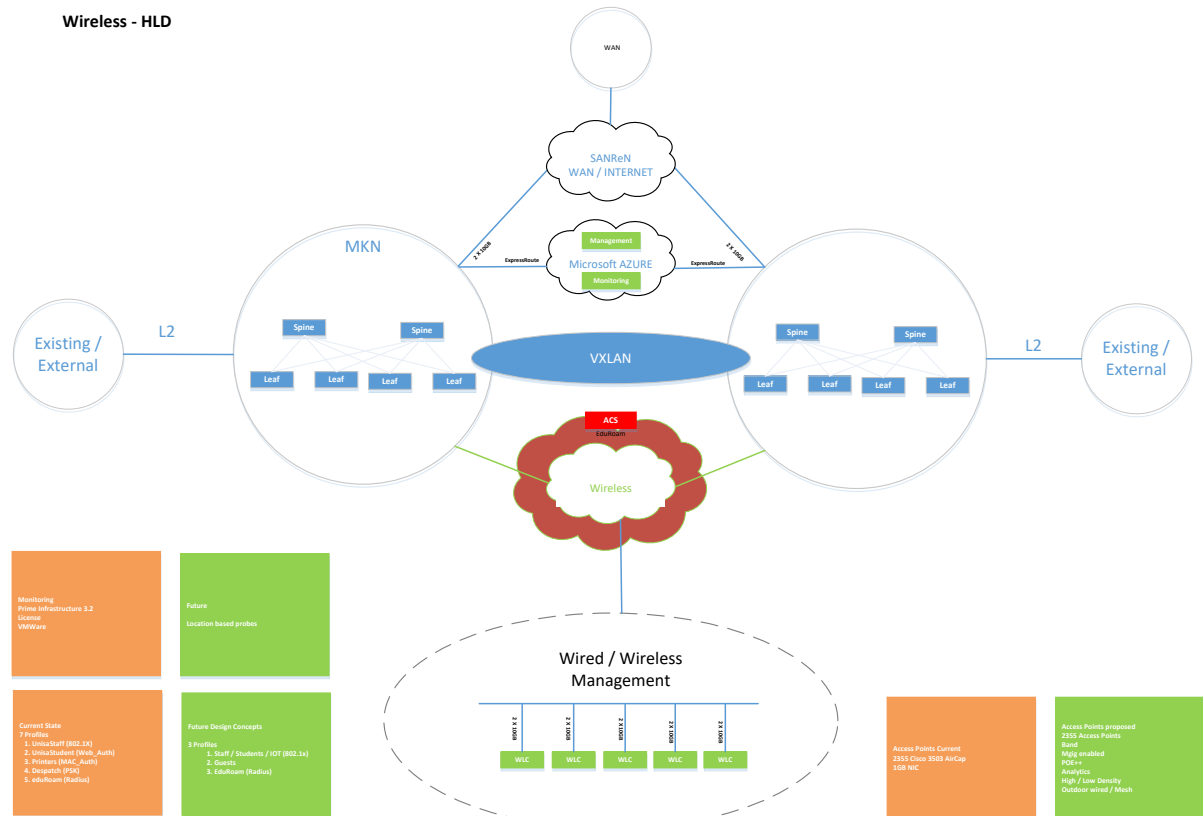 Wireless - HLD
WAN
SANReN
WAN / INTERNET
2 X 10GB
2 X 10GB
Management
Microsoft AZURE
Monitoring
ExpressRoute
ExpressRoute
MKN
Existing /
External
L2
Spine
Spine
Leaf
Leaf
Leaf
Leaf
VXLAN
Spine
Spine
Leaf
Leaf
Leaf
Leaf
L2
Existing /
External
ACS
EduRoam
Wireless
Monitoring
Prime Infrastructure 3.2
License
VMWare
Future
Location based probes
Wired / Wireless
Management
2 X 10GB
2 X 10GB
2 X 10GB
2 X 10GB
2 X 10GB
WLC
WLC
WLC
WLC
WLC
Current State
7 Profiles
1. UnisaStaff (802.1X)
2. UnisaStudent (Web_Auth)
3. Printers (MAC_Auth)
4. Despatch (PSK)
5. eduRoam (Radius)
Future Design Concepts
3 Profiles
1. Staff / Students / IOT (802.1x)
2. Guests
3. EduRoam (Radius)
Access Points Current
2355 Cisco 3503 AirCap
1GB NIC
Access Points proposed
2355 Access Points
Band
Mgig enabled
POE++
Analytics
High / Low Density
Outdoor wired / Mesh